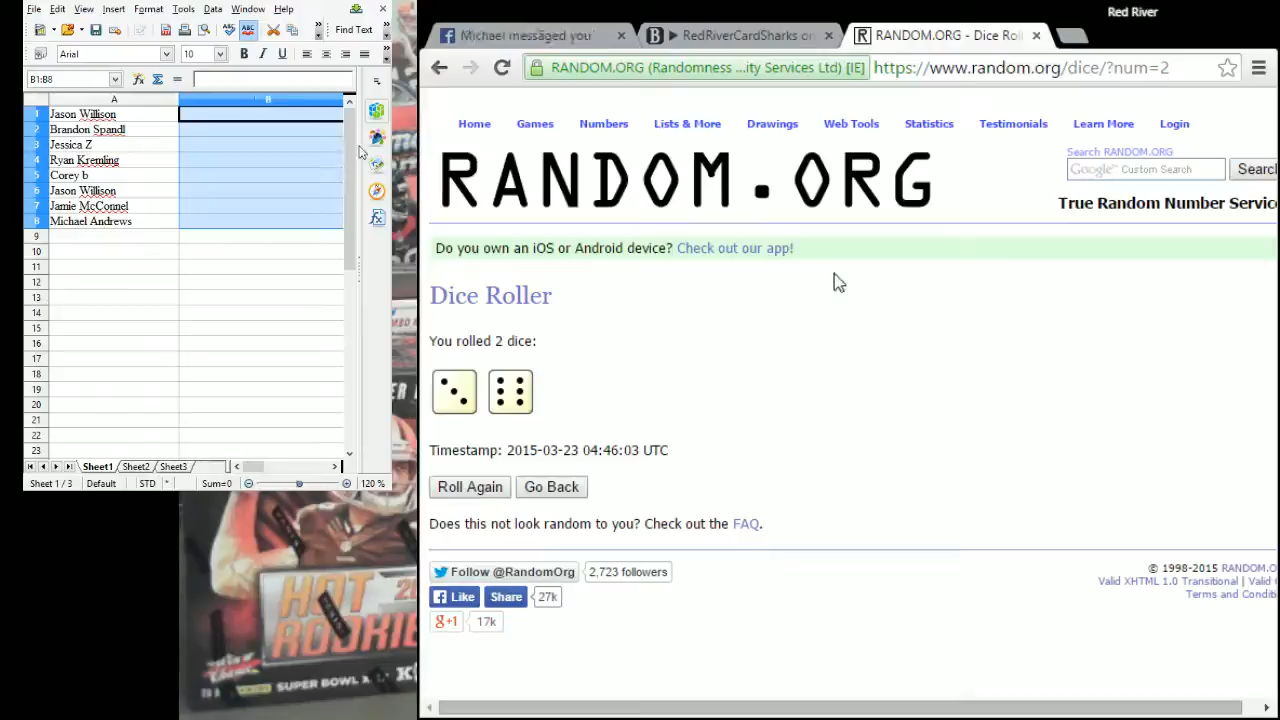 Red River
File Edit View Insert Format Tools Data Window Help
Arial 10
Find Text
B1:B8
A B
1 Jason Willison
2 Brandon Spandl
3 Jessica Z
4 Ryan Kremling
5 Corey b
6 Jason Willison
7 Jamie McConnel
8 Michael Andrews
9
10
11
12
13
14
15
16
17
18
19
20
21
22
23
Sheet1 Sheet2 Sheet3
Sheet 1 / 3 Default STD * Sum=0 120 %
Michael messaged you
RedRiverCardSharks on
RANDOM.ORG - Dice Roll
RANDOM.ORG (Randomness ...ity Services Ltd) [IE] https://www.random.org/dice/?num=2
Home Games Numbers Lists & More Drawings Web Tools Statistics Testimonials Learn More Login
RANDOM.ORG
Search RANDOM.ORG
Google™ Custom Search
Search
True Random Number Servic
Do you own an iOS or Android device? Check out our app!
Dice Roller
You rolled 2 dice:
Timestamp: 2015-03-23 04:46:03 UTC
Roll Again Go Back
Does this not look random to you? Check out the FAQ.
Follow @RandomOrg 2,723 followers
Like Share 27k
g+1 17k
© 1998-2015 RANDOM.O
Valid XHTML 1.0 Transitional | Valid
Terms and Condit
HOT 20
ROOKIE
SUPER BOWL X